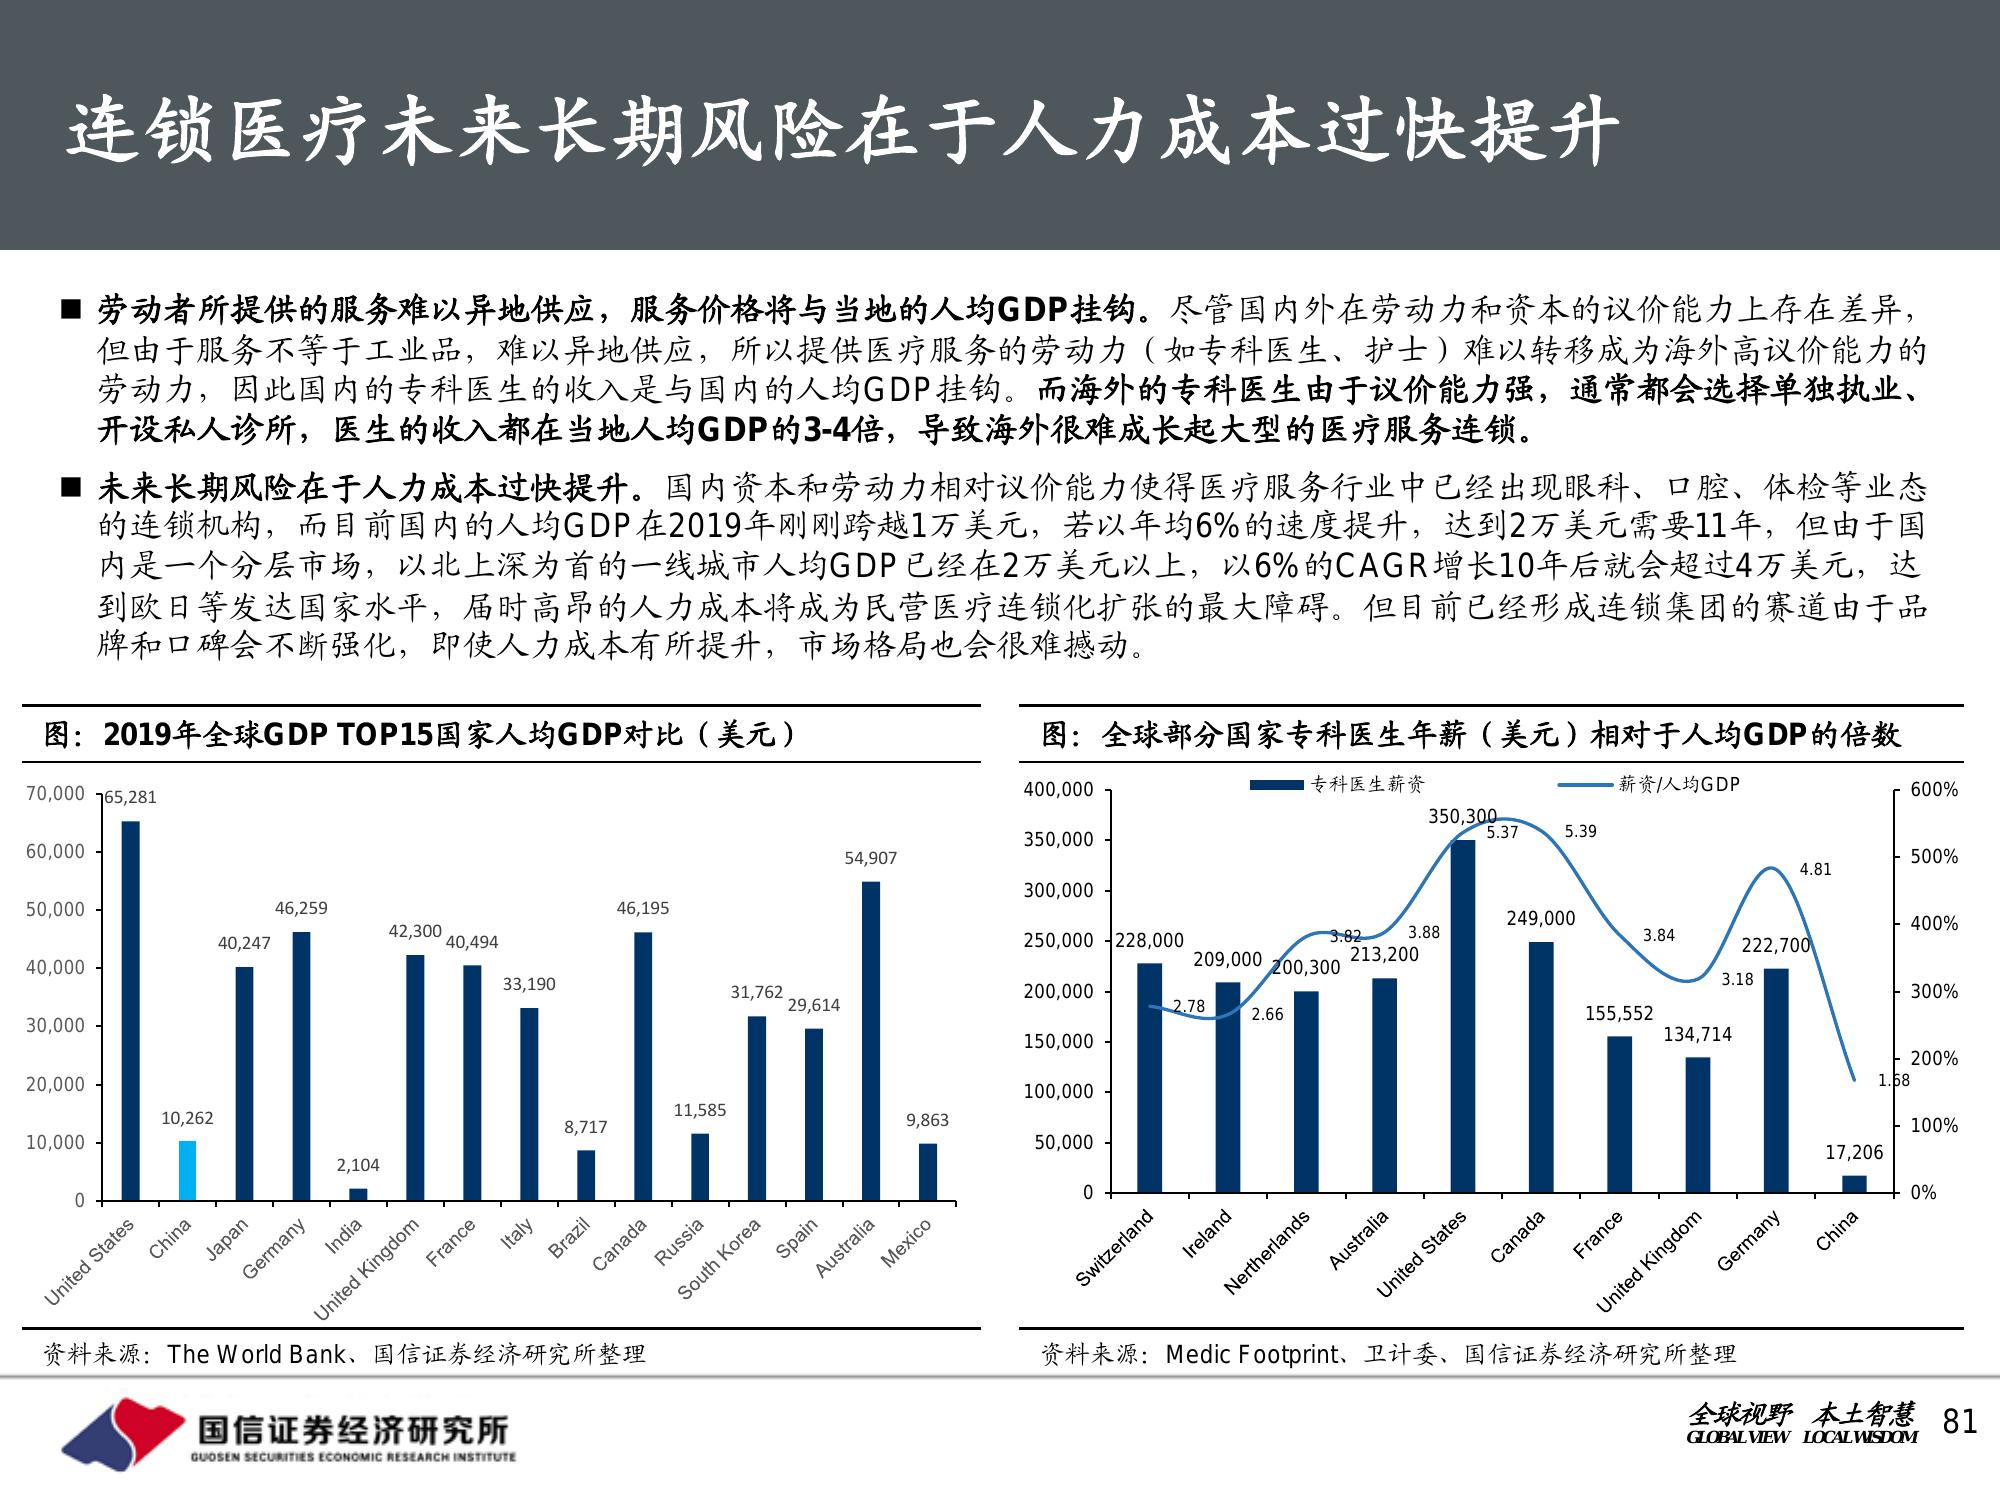 连锁医疗未来长期风险在于人力成本过快提升
■ 劳动者所提供的服务难以异地供应，服务价格将与当地的人均GDP挂钩。尽管国内外在劳动力和资本的议价能力上存在差异，
但由于服务不等于工业品，难以异地供应，所以提供医疗服务的劳动力（如专科医生、护士）难以转移成为海外高议价能力的
劳动力，因此国内的专科医生的收入是与国内的人均GDP挂钩。而海外的专科医生由于议价能力强，通常都会选择单独执业、
开设私人诊所，医生的收入都在当地人均GDP的3-4倍，导致海外很难成长起大型的医疗服务连锁。
■ 未来长期风险在于人力成本过快提升。国内资本和劳动力相对议价能力使得医疗服务行业中已经出现眼科、口腔、体检等业态
的连锁机构，而目前国内的人均GDP在2019年刚刚跨越1万美元，若以年均6%的速度提升，达到2万美元需要11年，但由于国
内是一个分层市场，以北上深为首的一线城市人均GDP已经在2万美元以上，以6%的CAGR增长10年后就会超过4万美元，达
到欧日等发达国家水平，届时高昂的人力成本将成为民营医疗连锁化扩张的最大障碍。但目前已经形成连锁集团的赛道由于品
牌和口碑会不断强化，即使人力成本有所提升，市场格局也会很难撼动。
图：2019年全球GDP TOP15国家人均GDP对比（美元）
70,000
60,000
50,000
40,000
30,000
20,000
10,000
0
65,281
10,262
40,247
46,259
2,104
42,300
40,494
33,190
8,717
46,195
11,585
31,762
29,614
54,907
9,863
United States
China
Japan
Germany
India
United Kingdom
France
Italy
Brazil
Canada
Russia
South Korea
Spain
Australia
Mexico
资料来源：The World Bank、国信证券经济研究所整理
图：全球部分国家专科医生年薪（美元）相对于人均GDP的倍数
专科医生薪资
薪资/人均GDP
400,000
350,000
300,000
250,000
200,000
150,000
100,000
50,000
0
600%
500%
400%
300%
200%
100%
0%
228,000
209,000
200,300
213,200
350,300
249,000
155,552
134,714
222,700
17,206
2.78
2.66
3.82
3.88
5.37
5.39
3.84
3.18
4.81
1.68
Switzerland
Ireland
Nertherlands
Australia
United States
Canada
France
United Kingdom
Germany
China
资料来源：Medic Footprint、卫计委、国信证券经济研究所整理
国信证券经济研究所
GUOSEN SECURITIES ECONOMIC RESEARCH INSTITUTE
全球视野 本土智慧
GLOBAL VIEW LOCAL WISDOM
81